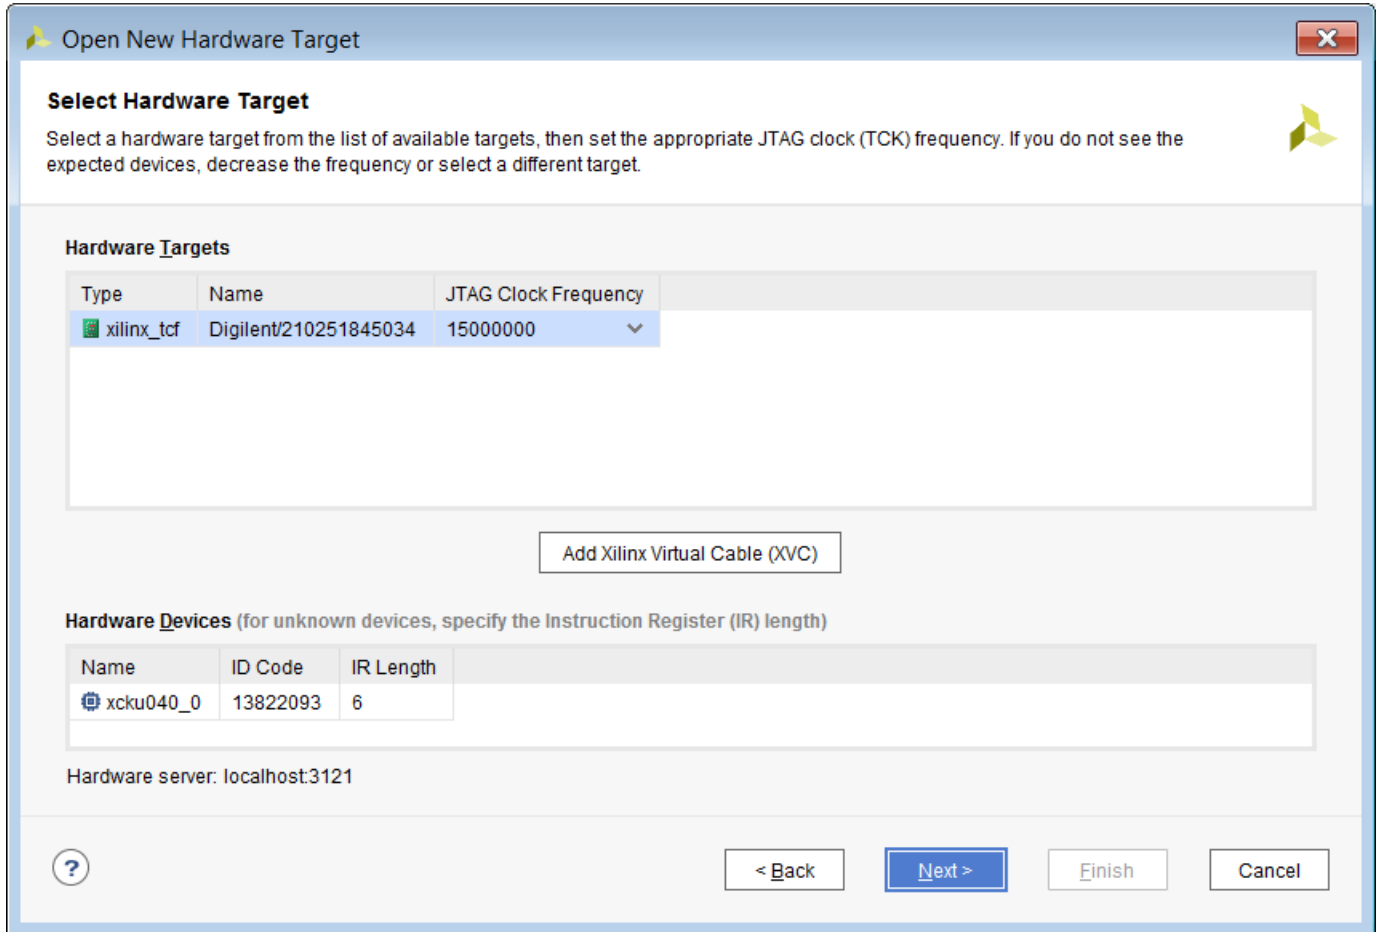 Open New Hardware Target
Select Hardware Target
Select a hardware target from the list of available targets, then set the appropriate JTAG clock (TCK) frequency. If you do not see the
expected devices, decrease the frequency or select a different target.
Hardware Targets
Type Name JTAG Clock Frequency
xilinx_tcf Digilent/210251845034 15000000
Add Xilinx Virtual Cable (XVC)
Hardware Devices (for unknown devices, specify the Instruction Register (IR) length)
Name ID Code IR Length
xcku040_0 13822093 6
Hardware server: localhost:3121
? < Back Next > Finish Cancel